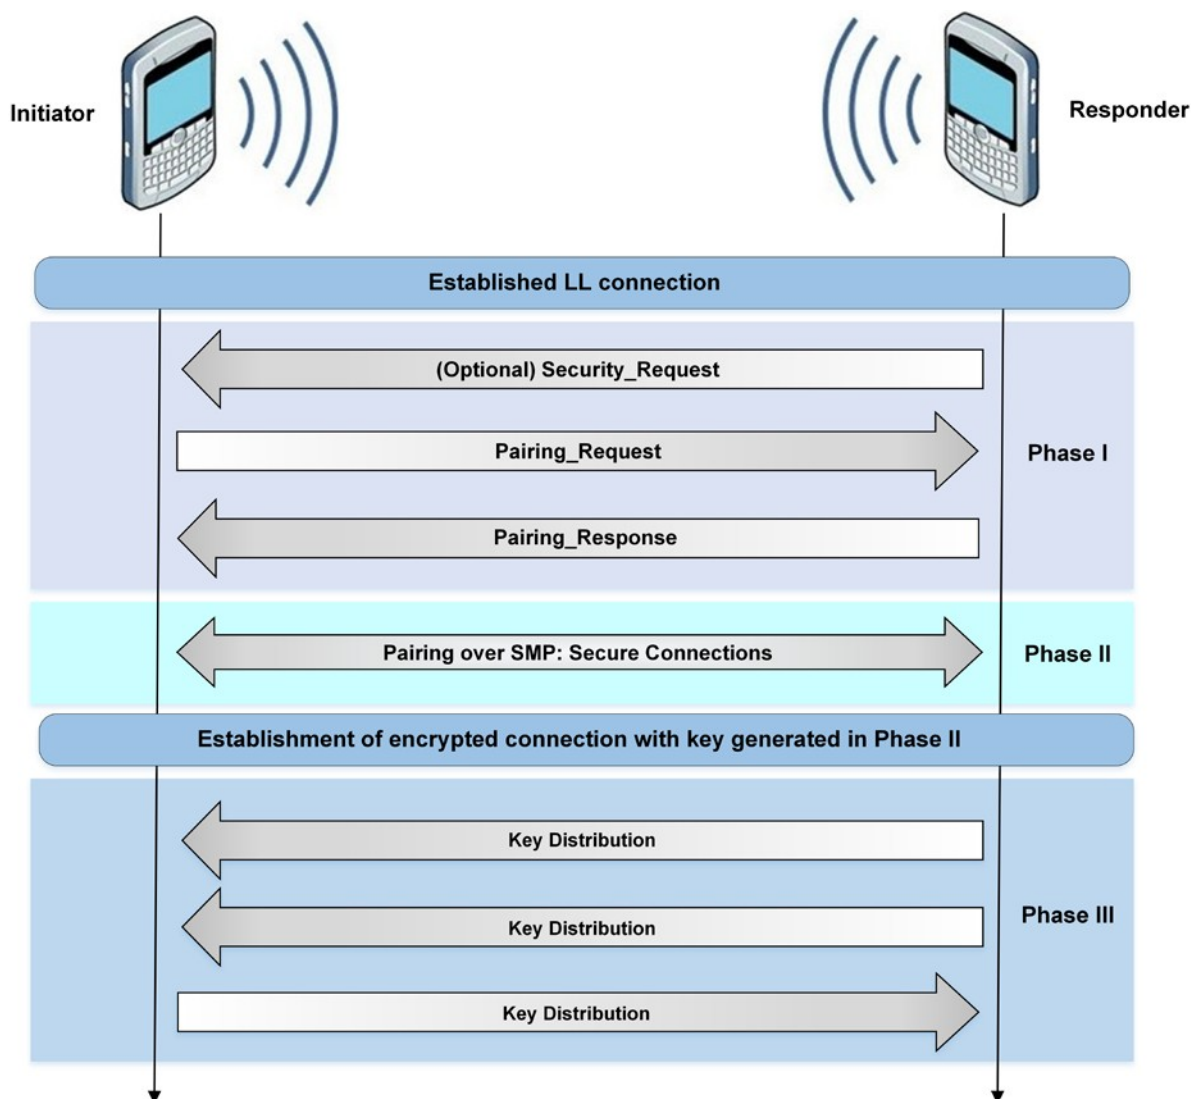 Initiator
Responder
Established LL connection
(Optional) Security_Request
Pairing_Request
Phase I
Pairing_Response
Pairing over SMP: Secure Connections
Phase II
Establishment of encrypted connection with key generated in Phase II
Key Distribution
Key Distribution
Phase III
Key Distribution